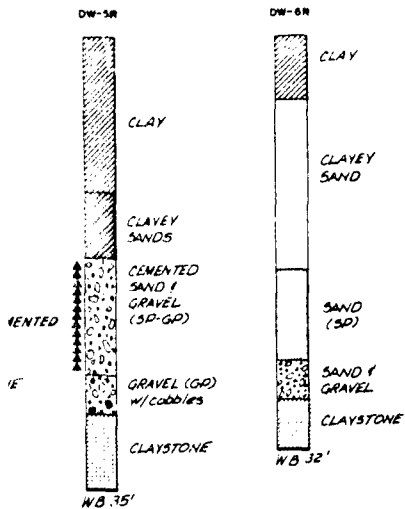 DW-5R
CLAY
CLAYEY
SANDS
CEMENTED
SAND &
GRAVEL
(SP-GP)
MENTED
GRAVEL (GP)
w/cobbles
CLAYSTONE
WB 35'
DW-6R
CLAY
CLAYEY
SAND
SAND
(SP)
SAND &
GRAVEL
CLAYSTONE
WB 32'